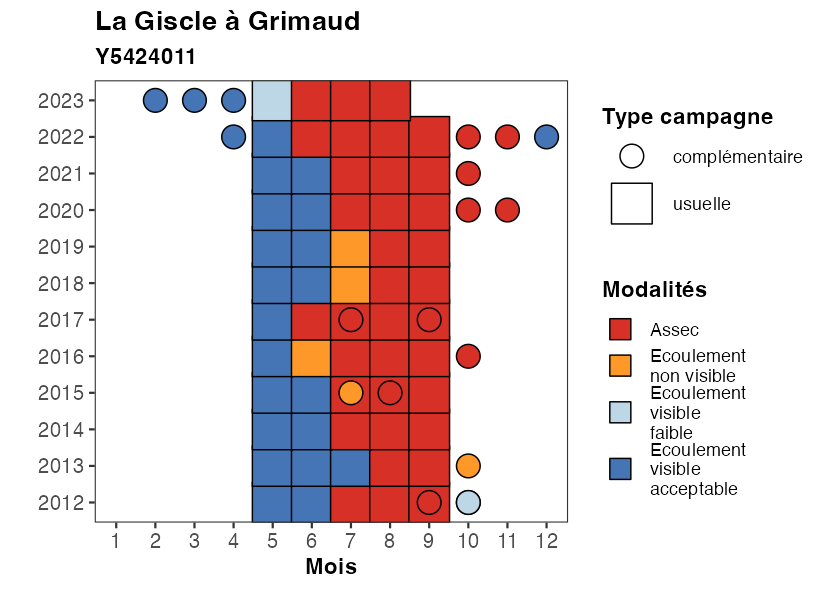 La Giscle à Grimaud
Y5424011
2023
2022
2021
2020
2019
2018
2017
2016
2015
2014
2013
2012
1 2 3 4 5 6 7 8 9 10 11 12
Mois
Type campagne
complémentaire
usuelle
Modalités
Assec
Ecoulement
non visible
Ecoulement
visible
faible
Ecoulement
visible
acceptable